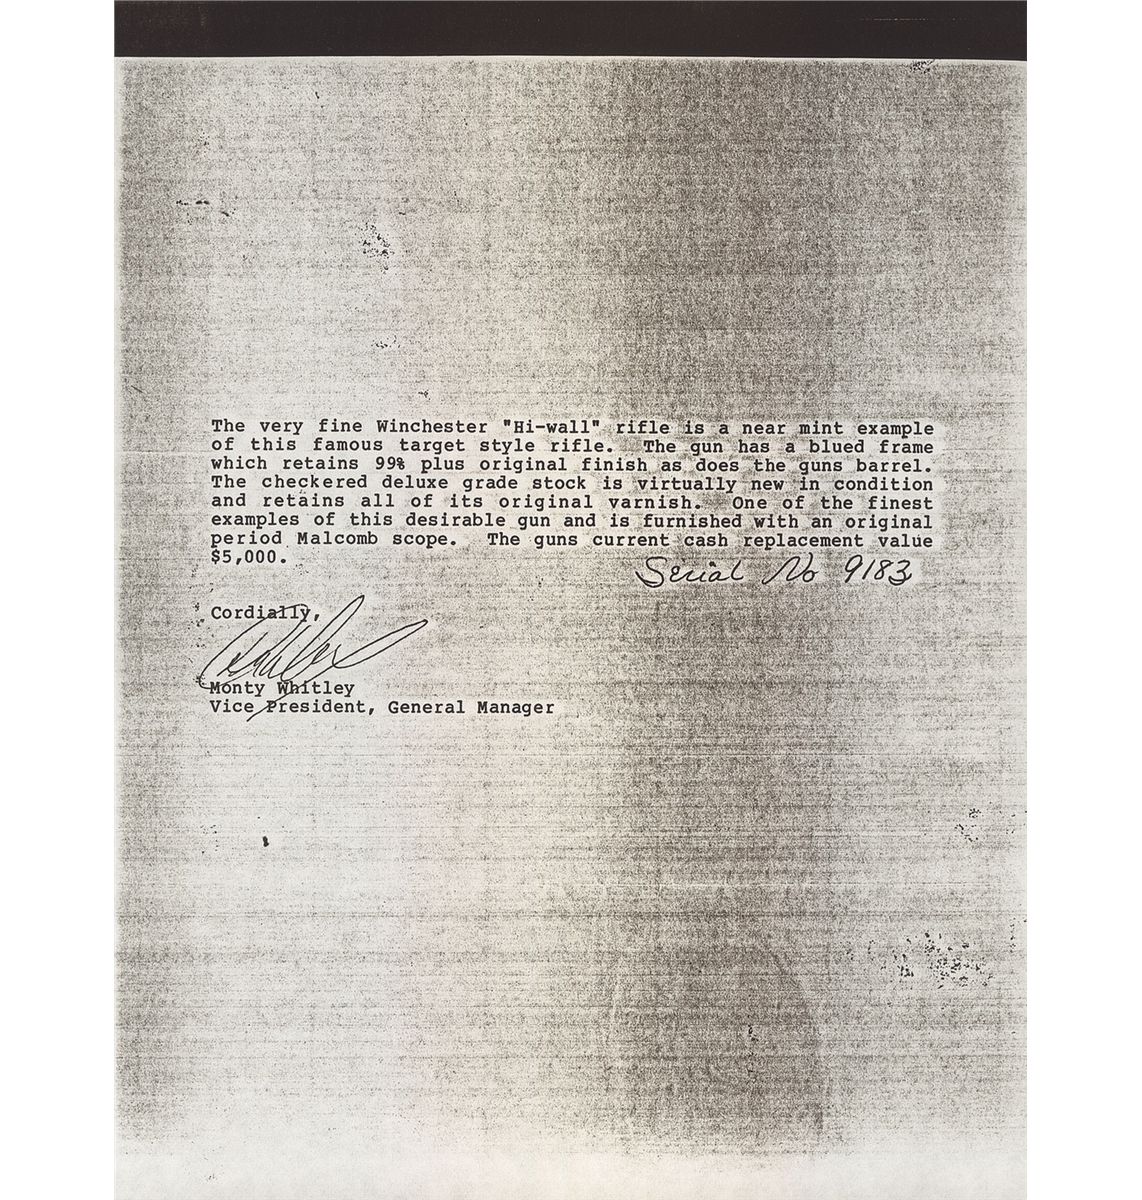 The very fine Winchester "Hi-wall" rifle is a near mint example
of this famous target style rifle.  The gun has a blued frame
which retains 99% plus original finish as does the guns barrel.
The checkered deluxe grade stock is virtually new in condition
and retains all of its original varnish.  One of the finest
examples of this desirable gun and is furnished with an original
period Malcomb scope.  The guns current cash replacement value
$5,000.
Serial No 9183
Cordially,
Monty Whitley
Vice President, General Manager